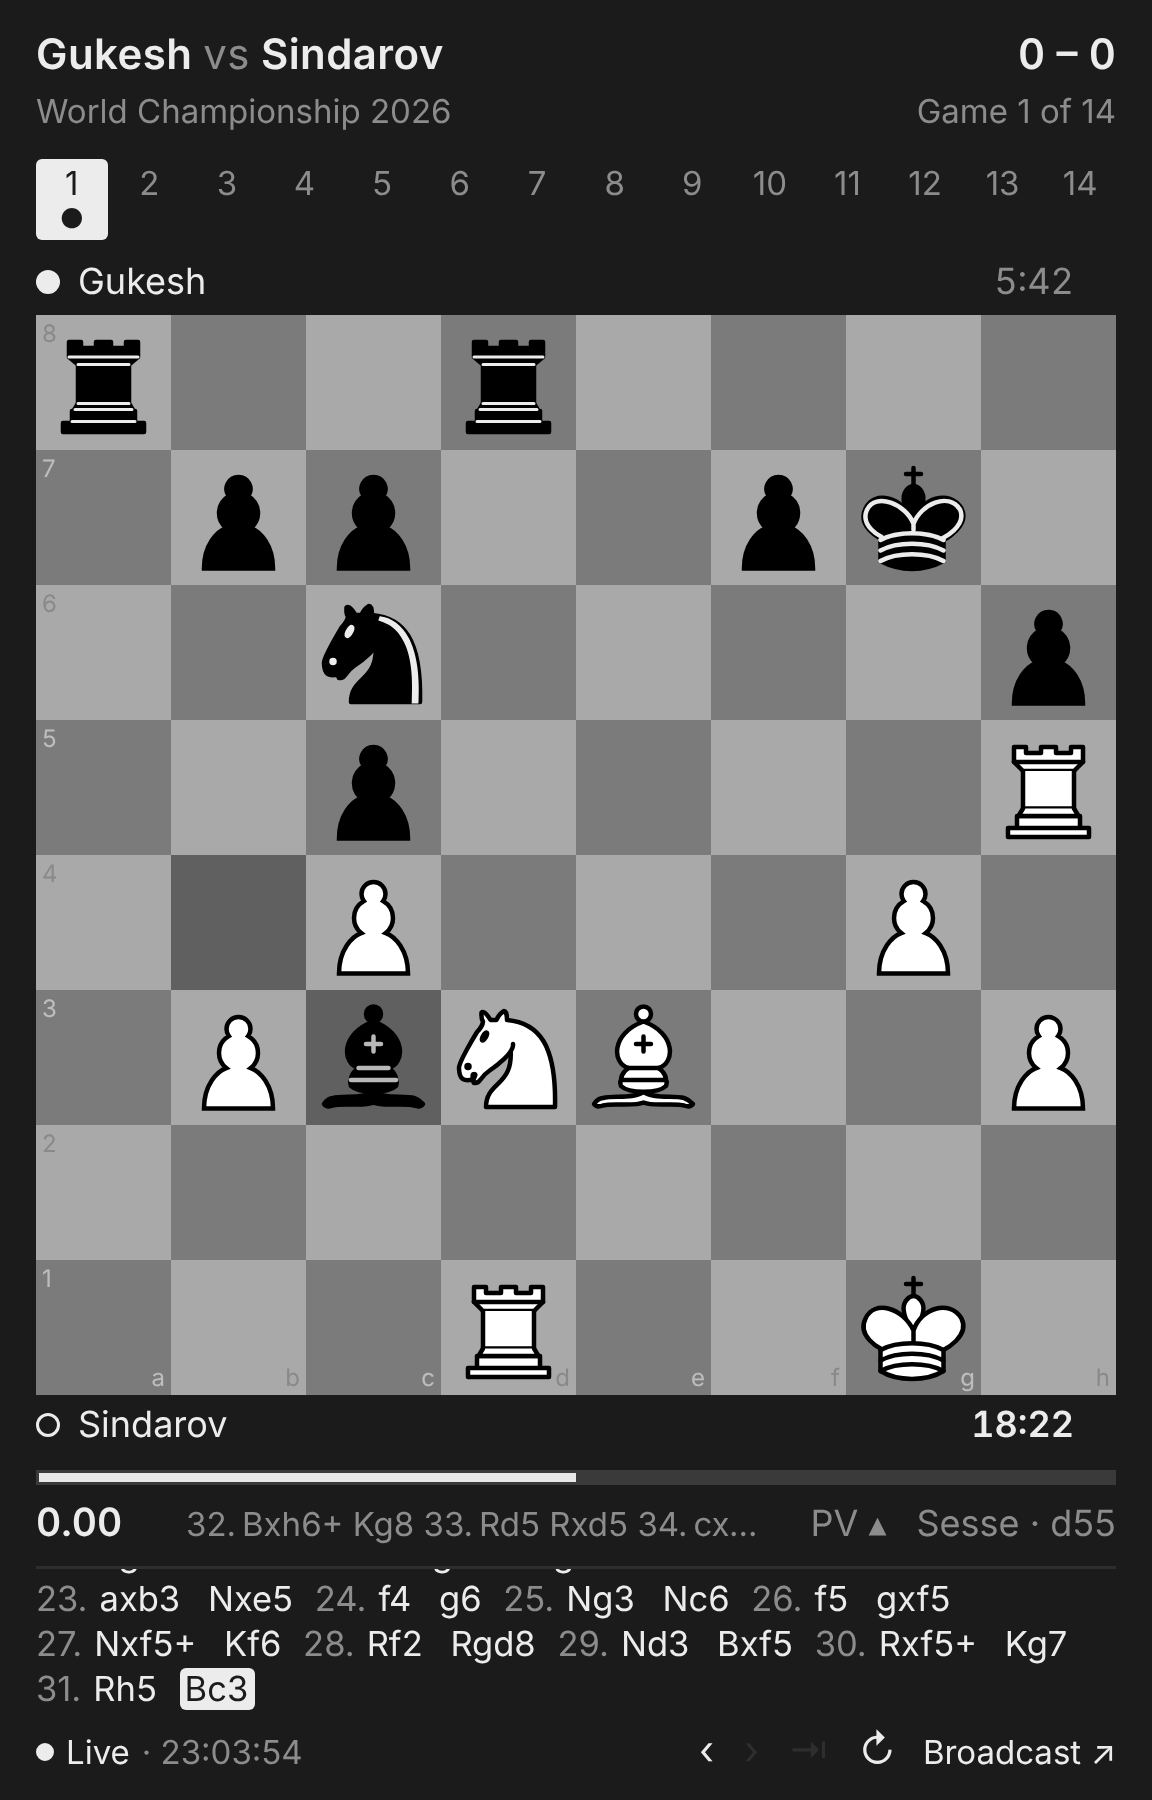 Gukesh vs Sindarov 0 – 0
World Championship 2026 Game 1 of 14
1 2 3 4 5 6 7 8 9 10 11 12 13 14
Gukesh 5:42
8
7
6
5
4
3
2
1
a b c d e f g h
Sindarov 18:22
0.00 32. Bxh6+ Kg8 33. Rd5 Rxd5 34. cx... PV ▴ Sesse · d55
23. axb3 Nxe5 24. f4 g6 25. Ng3 Nc6 26. f5 gxf5
27. Nxf5+ Kf6 28. Rf2 Rgd8 29. Nd3 Bxf5 30. Rxf5+ Kg7
31. Rh5 Bc3
Live · 23:03:54 Broadcast ↗